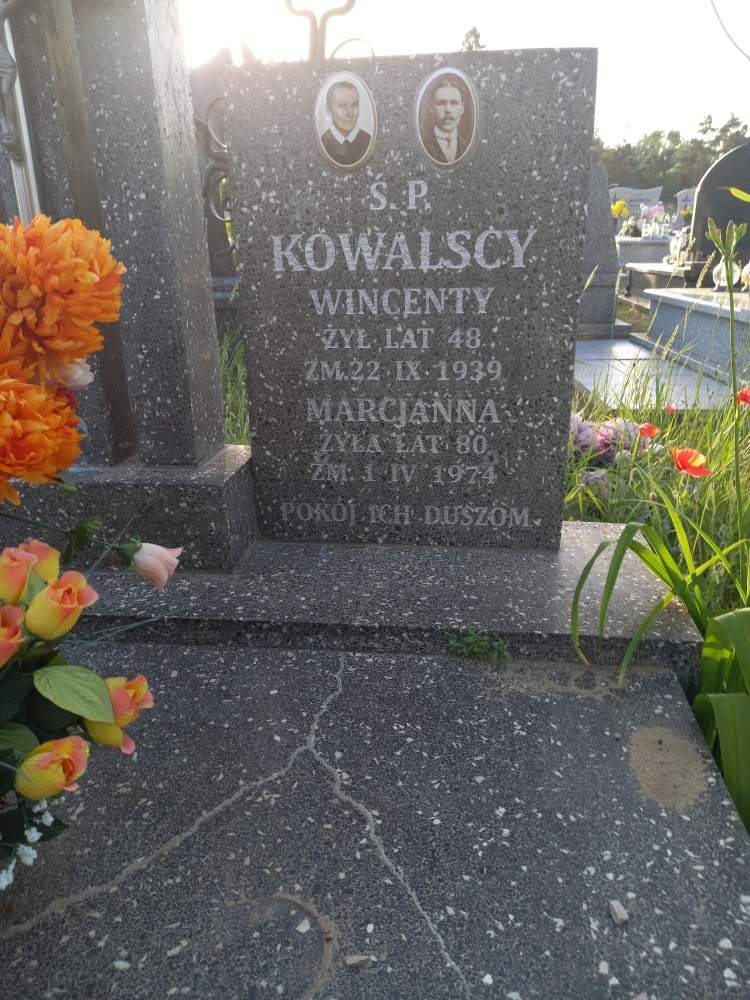 Ś. P.
KOWALSCY
WINCENTY
ŻYŁ LAT 48
ZM. 22 IX 1939
MARCJANNA
ŻYŁA LAT 80
ZM. 1 IV 1974
POKÓJ ICH DUSZOM